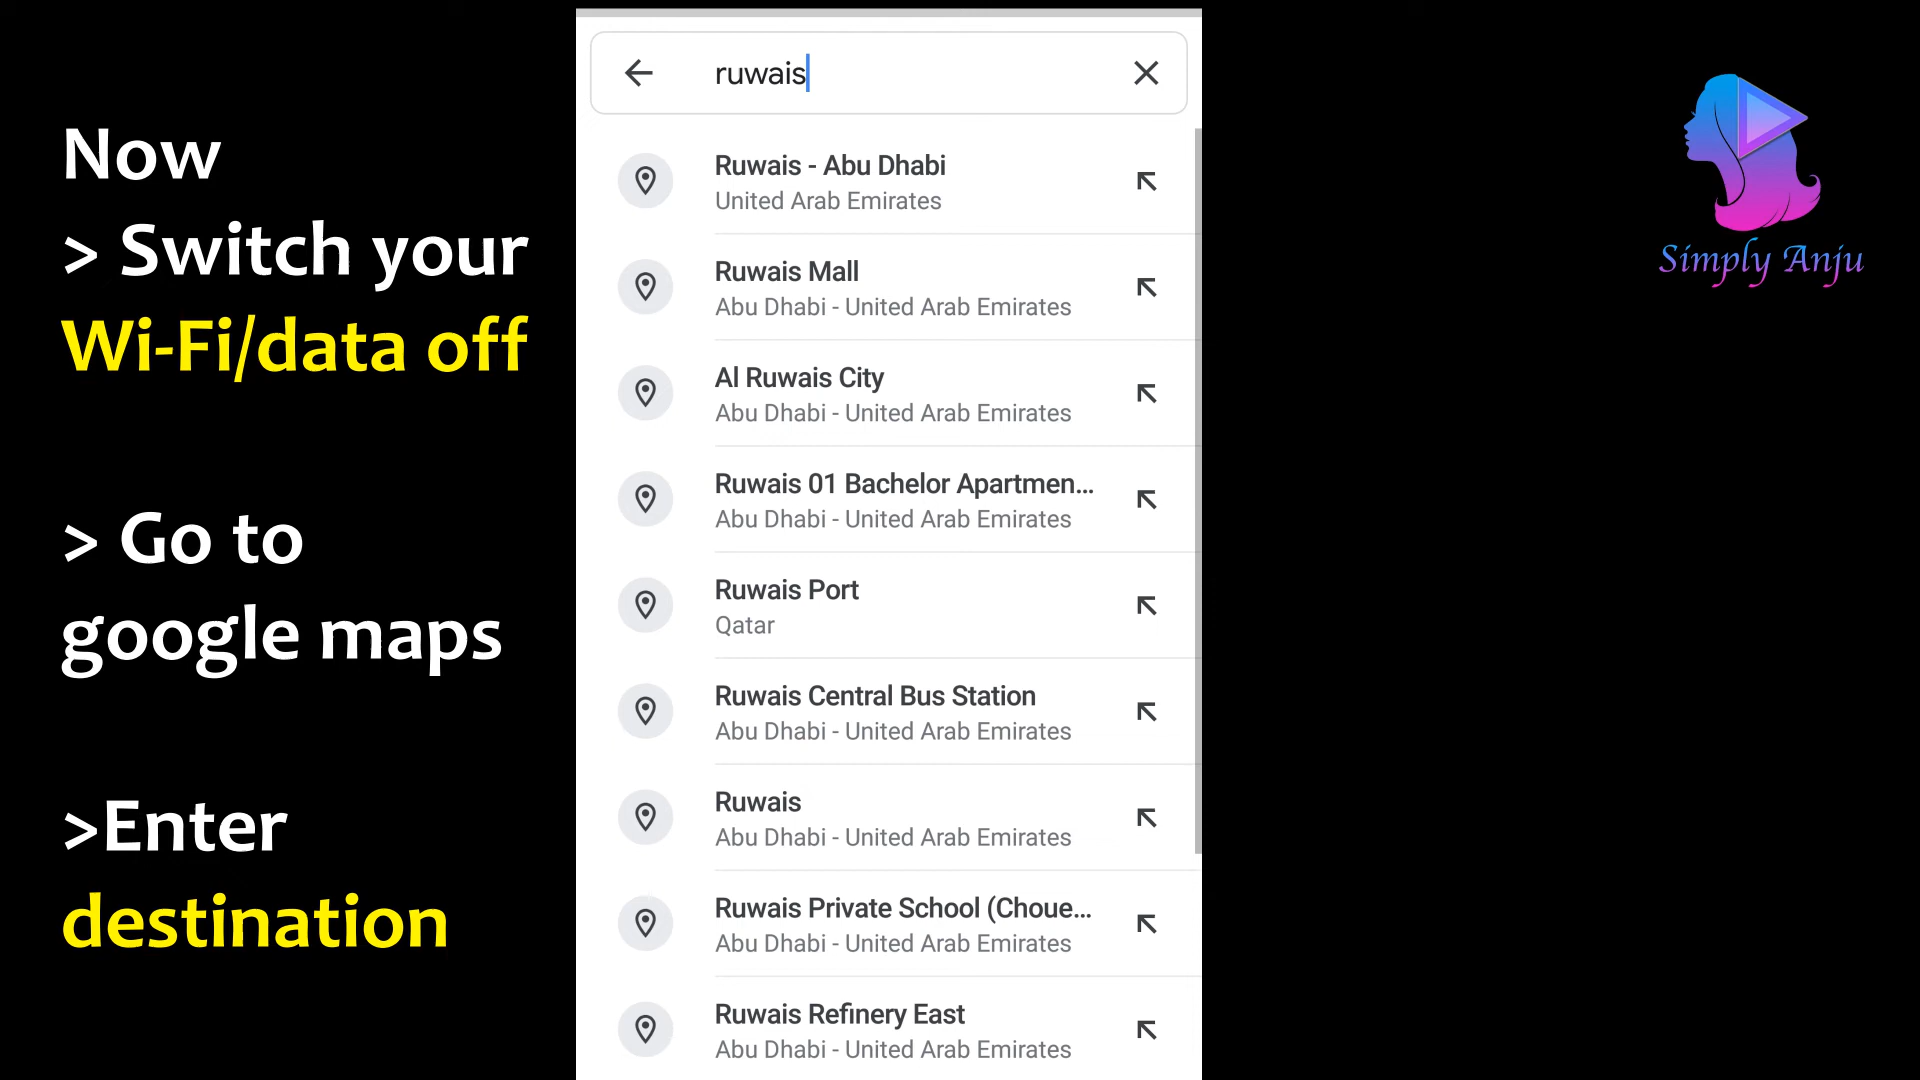 Now
> Switch your
Wi-Fi/data off
> Go to
google maps
>Enter
destination
ruwais
Ruwais - Abu Dhabi
United Arab Emirates
Ruwais Mall
Abu Dhabi - United Arab Emirates
Al Ruwais City
Abu Dhabi - United Arab Emirates
Ruwais 01 Bachelor Apartmen...
Abu Dhabi - United Arab Emirates
Ruwais Port
Qatar
Ruwais Central Bus Station
Abu Dhabi - United Arab Emirates
Ruwais
Abu Dhabi - United Arab Emirates
Ruwais Private School (Choue...
Abu Dhabi - United Arab Emirates
Ruwais Refinery East
Abu Dhabi - United Arab Emirates
Simply Anju